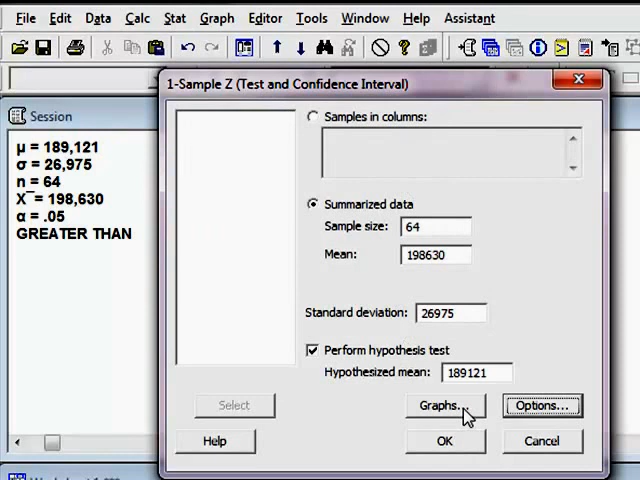 File Edit Data Calc Stat Graph Editor Tools Window Help Assistant
1-Sample Z (Test and Confidence Interval)
Session
μ = 189,121
σ = 26,975
n = 64
X¯= 198,630
α = .05
GREATER THAN
Samples in columns:
Summarized data
Sample size: 64
Mean: 198630
Standard deviation: 26975
Perform hypothesis test
Hypothesized mean: 189121
Select Graphs... Options...
Help OK Cancel